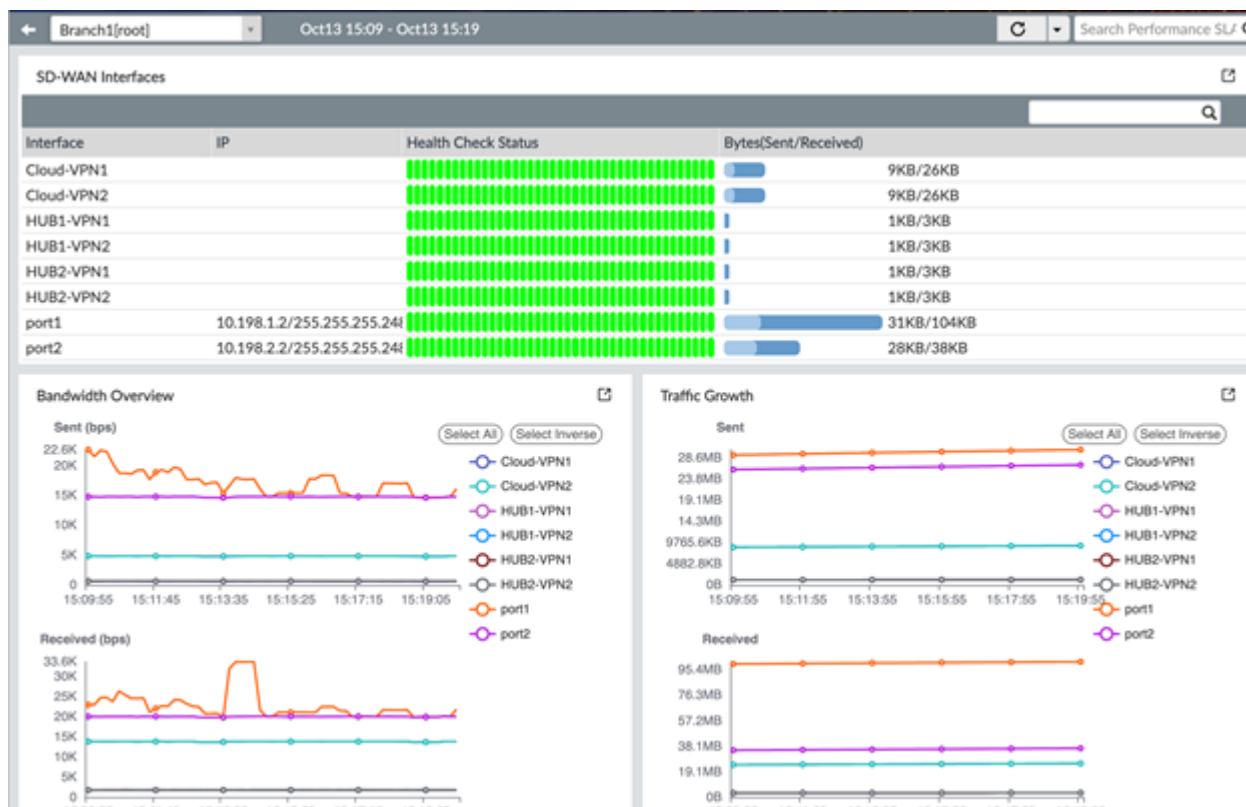 Branch1[root] Oct13 15:09 - Oct13 15:19 Search Performance SL
SD-WAN Interfaces
Interface IP Health Check Status Bytes(Sent/Received)
Cloud-VPN1 9KB/26KB
Cloud-VPN2 9KB/26KB
HUB1-VPN1 1KB/3KB
HUB1-VPN2 1KB/3KB
HUB2-VPN1 1KB/3KB
HUB2-VPN2 1KB/3KB
port1 10.198.1.2/255.255.255.248 31KB/104KB
port2 10.198.2.2/255.255.255.248 28KB/38KB
Bandwidth Overview
Sent (bps)
Select All Select Inverse
22.6K
20K
15K
10K
5K
0
15:09:55 15:11:45 15:13:35 15:15:25 15:17:15 15:19:05
Cloud-VPN1
Cloud-VPN2
HUB1-VPN1
HUB1-VPN2
HUB2-VPN1
HUB2-VPN2
port1
port2
Received (bps)
33.6K
30K
25K
20K
15K
10K
5K
0
Traffic Growth
Sent
Select All Select Inverse
28.6MB
23.8MB
19.1MB
14.3MB
9765.6KB
4882.8KB
0B
15:09:55 15:11:55 15:13:55 15:15:55 15:17:55 15:19:55
Cloud-VPN1
Cloud-VPN2
HUB1-VPN1
HUB1-VPN2
HUB2-VPN1
HUB2-VPN2
port1
port2
Received
95.4MB
76.3MB
57.2MB
38.1MB
19.1MB
0B